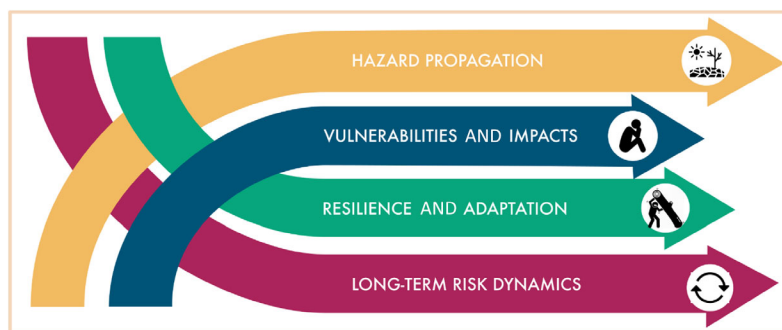 HAZARD PROPAGATION
VULNERABILITIES AND IMPACTS
RESILIENCE AND ADAPTATION
LONG-TERM RISK DYNAMICS